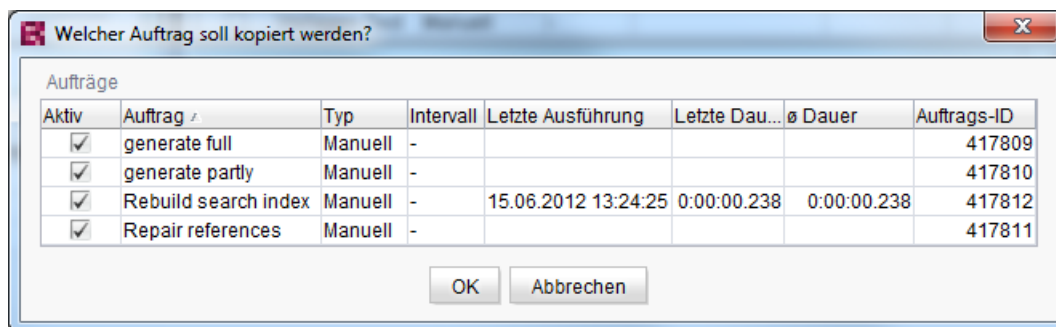 Welcher Auftrag soll kopiert werden?
Aufträge
Aktiv Auftrag Typ Intervall Letzte Ausführung Letzte Dau... ø Dauer Auftrags-ID
generate full Manuell - 417809
generate partly Manuell - 417810
Rebuild search index Manuell - 15.06.2012 13:24:25 0:00:00.238 0:00:00.238 417812
Repair references Manuell - 417811
OK Abbrechen